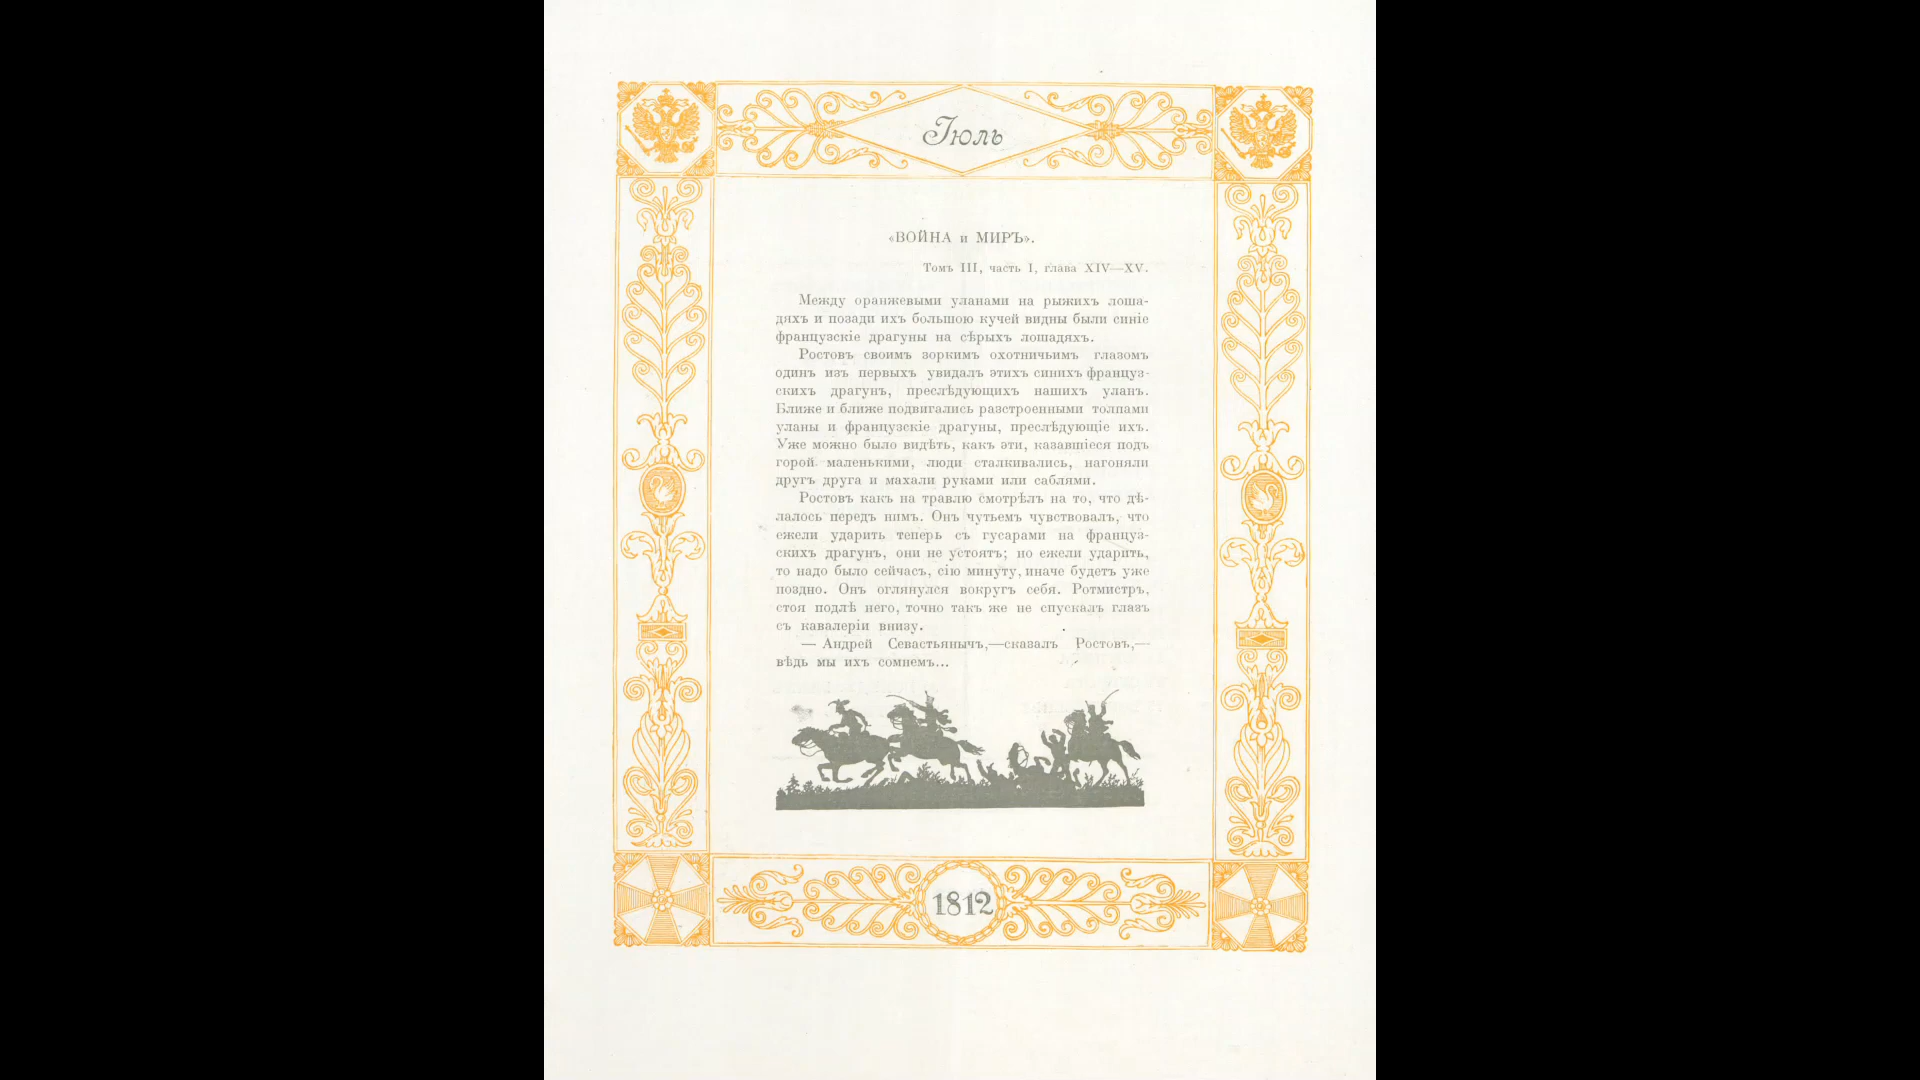 Іюль
«ВОЙНА и МИРЪ».
Томъ III, часть I, глава XIV—XV.
Между оранжевыми уланами на рыжихъ лоша-
дяхъ и позади ихъ большою кучей видны были синіе
французскіе драгуны на сѣрыхъ лошадяхъ.
Ростовъ своимъ зоркимъ охотничьимъ глазомъ
одинъ изъ первыхъ увидалъ этихъ синихъ француз-
скихъ драгунъ, преслѣдующихъ нашихъ уланъ.
Ближе и ближе подвигались разстроенными толпами
уланы и французскіе драгуны, преслѣдующіе ихъ.
Уже можно было видѣть, какъ эти, казавшіеся подъ
горой маленькими, люди сталкивались, нагоняли
другъ друга и махали руками или саблями.
Ростовъ какъ на травлю смотрѣлъ на то, что дѣ-
лалось передъ нимъ. Онъ чутьемъ чувствовалъ, что
ежели ударить теперь съ гусарами на француз-
скихъ драгунъ, они не устоятъ; но ежели ударить,
то надо было сейчасъ, сію минуту, иначе будетъ уже
поздно. Онъ оглянулся вокругъ себя. Ротмистръ,
стоя подлѣ него, точно такъ же не спускалъ глазъ
съ кавалеріи внизу.
— Андрей Севастьянычъ,—сказалъ Ростовъ,—
вѣдь мы ихъ сомнемъ...
1812